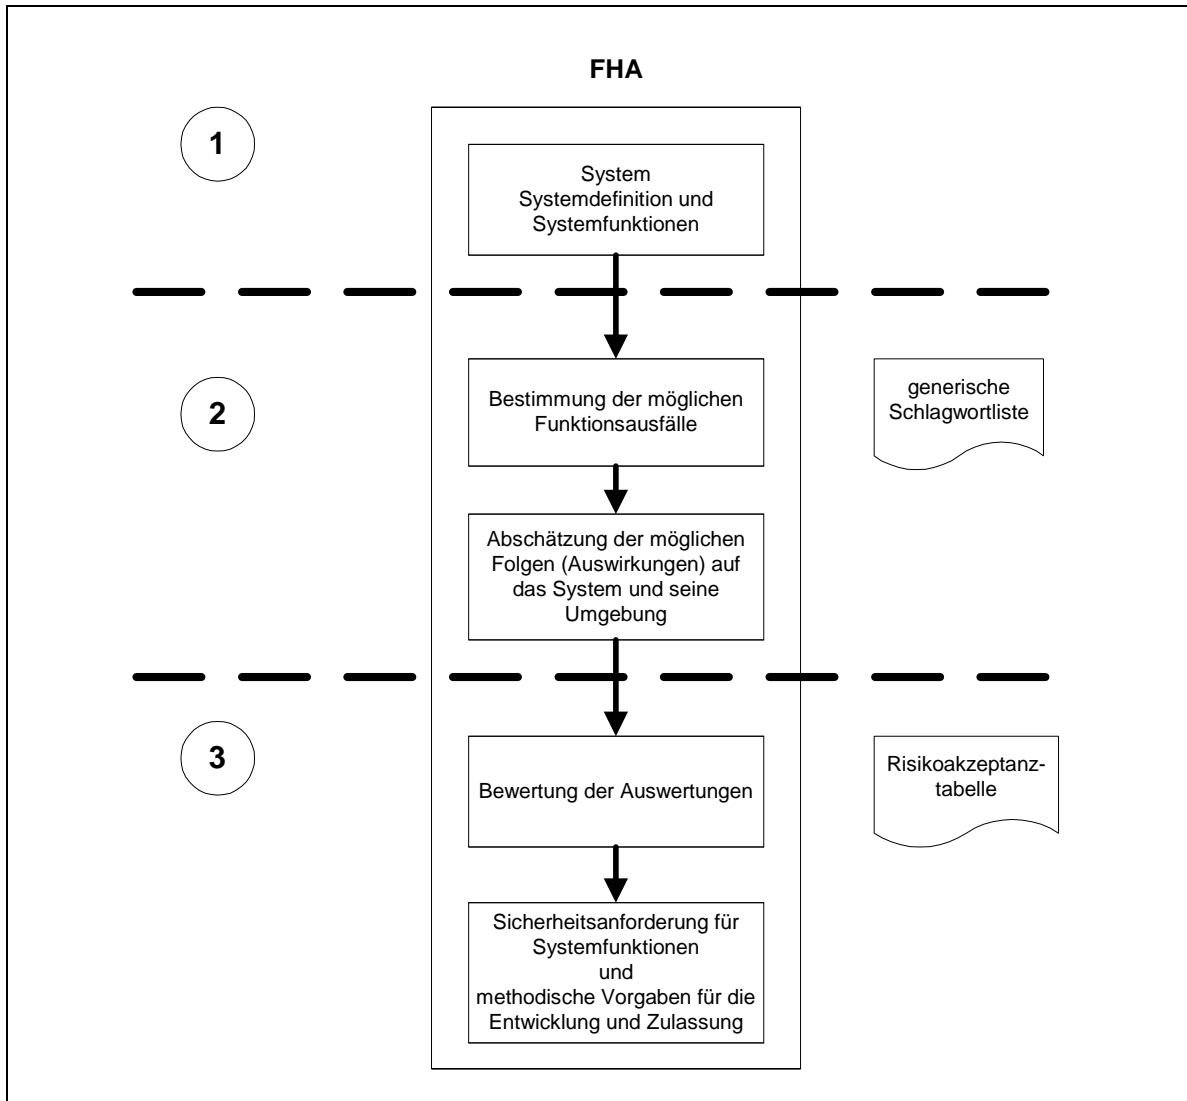 FHA
1
System
Systemdefinition und
Systemfunktionen
2
Bestimmung der möglichen
Funktionsausfälle
generische
Schlagwortliste
Abschätzung der möglichen
Folgen (Auswirkungen) auf
das System und seine
Umgebung
3
Bewertung der Auswertungen
Risikoakzeptanz-
tabelle
Sicherheitsanforderung für
Systemfunktionen
und
methodische Vorgaben für die
Entwicklung und Zulassung